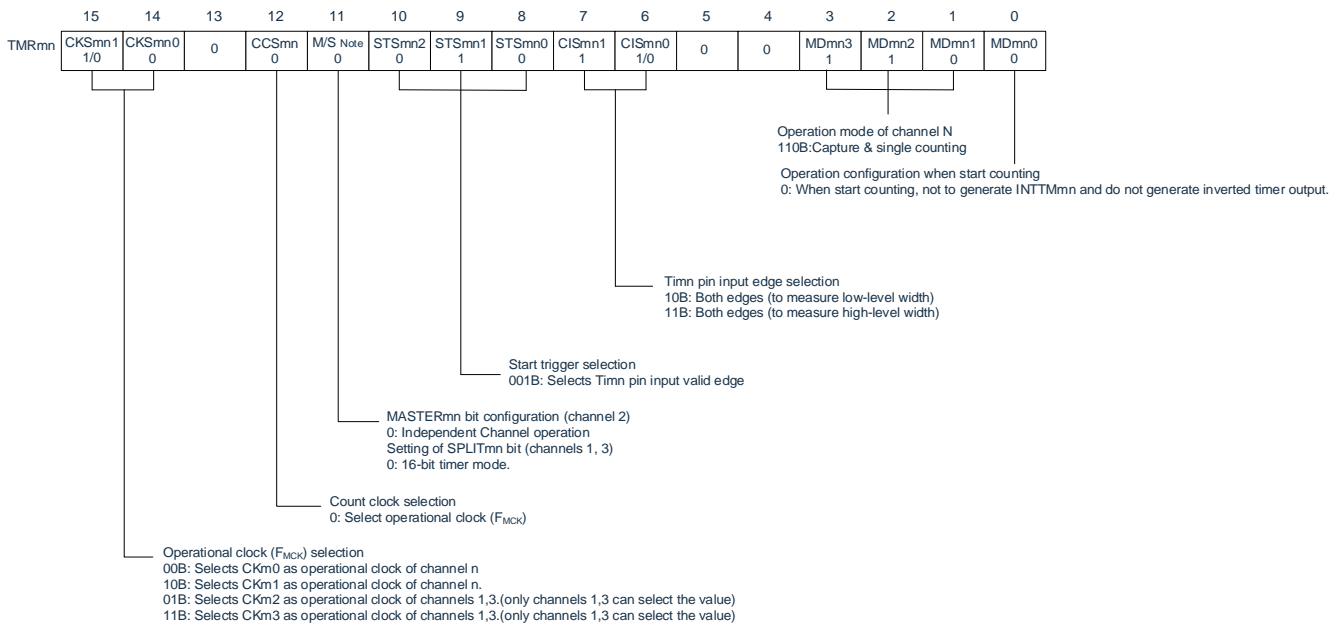 15 14 13 12 11 10 9 8 7 6 5 4 3 2 1 0
TMRmn CKSmn1 CKSmn0 0 CCSmn M/S Note STSmn2 STSmn1 STSmn0 CISmn1 CISmn0 0 0 MDmn3 MDmn2 MDmn1 MDmn0
1/0 0 0 0 0 1 0 1 1/0 1 1 0 0
Operation mode of channel N
110B:Capture & single counting
Operation configuration when start counting
0: When start counting, not to generate INTTMmn and do not generate inverted timer output.
Timn pin input edge selection
10B: Both edges (to measure low-level width)
11B: Both edges (to measure high-level width)
Start trigger selection
001B: Selects Timn pin input valid edge
MASTERmn bit configuration (channel 2)
0: Independent Channel operation
Setting of SPLITmn bit (channels 1, 3)
0: 16-bit timer mode.
Count clock selection
0: Select operational clock (FMCK)
Operational clock (FMCK) selection
00B: Selects CKm0 as operational clock of channel n
10B: Selects CKm1 as operational clock of channel n.
01B: Selects CKm2 as operational clock of channels 1,3.(only channels 1,3 can select the value)
11B: Selects CKm3 as operational clock of channels 1,3.(only channels 1,3 can select the value)